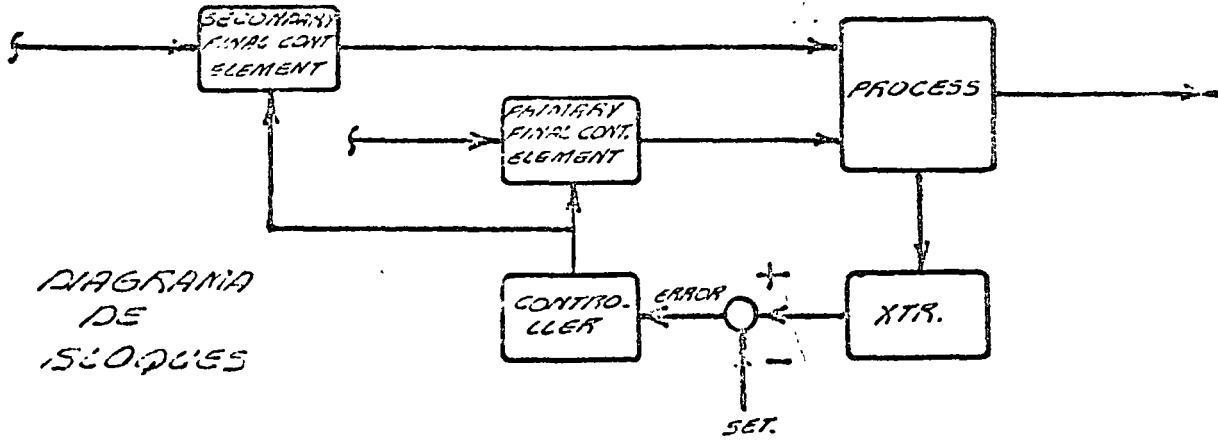 SECONDARY
FINAL CONT
ELEMENT
PRIMARY
FINAL CONT.
ELEMENT
PROCESS
DIAGRAMA
DE
BLOQUES
CONTRO-
LLER
ERROR
+
-
XTR.
SET.